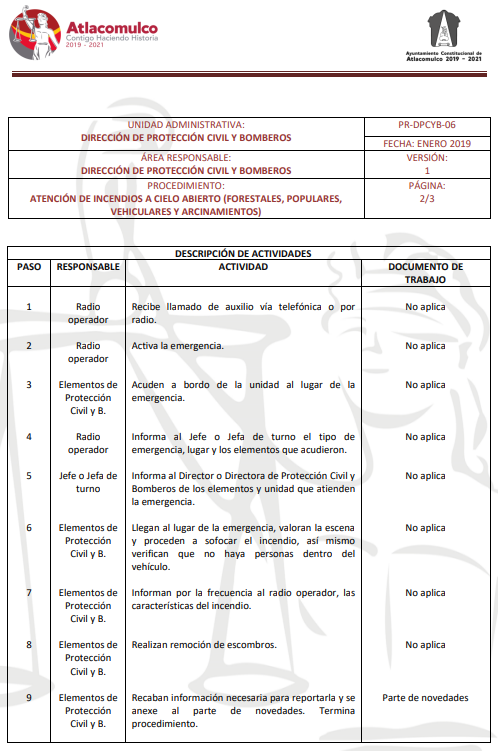 Atlacomulco
Contigo Haciendo Historia
2019 - 2021
Ayuntamiento Constitucional de
Atlacomulco 2019 - 2021
UNIDAD ADMINISTRATIVA:
DIRECCIÓN DE PROTECCIÓN CIVIL Y BOMBEROS
PR-DPCYB-06
FECHA: ENERO 2019
ÁREA RESPONSABLE:
DIRECCIÓN DE PROTECCIÓN CIVIL Y BOMBEROS
VERSIÓN:
1
PROCEDIMIENTO:
ATENCIÓN DE INCENDIOS A CIELO ABIERTO (FORESTALES, POPULARES,
VEHICULARES Y ARCINAMIENTOS)
PÁGINA:
2/3
DESCRIPCIÓN DE ACTIVIDADES
PASO RESPONSABLE ACTIVIDAD DOCUMENTO DE
TRABAJO
1 Radio Recibe llamado de auxilio vía telefónica o por No aplica
operador radio.
2 Radio Activa la emergencia. No aplica
operador
3 Elementos de Acuden a bordo de la unidad al lugar de la No aplica
Protección emergencia.
Civil y B.
4 Radio Informa al Jefe o Jefa de turno el tipo de No aplica
operador emergencia, lugar y los elementos que acudieron.
5 Jefe o Jefa de Informa al Director o Directora de Protección Civil y No aplica
turno Bomberos de los elementos y unidad que atienden
la emergencia.
6 Elementos de Llegan al lugar de la emergencia, valoran la escena No aplica
Protección y proceden a sofocar el incendio, así mismo
Civil y B. verifican que no haya personas dentro del
vehículo.
7 Elementos de Informan por la frecuencia al radio operador, las No aplica
Protección características del incendio.
Civil y B.
8 Elementos de Realizan remoción de escombros. No aplica
Protección
Civil y B.
9 Elementos de Recaban información necesaria para reportarla y se Parte de novedades
Protección anexe al parte de novedades. Termina
Civil y B. procedimiento.